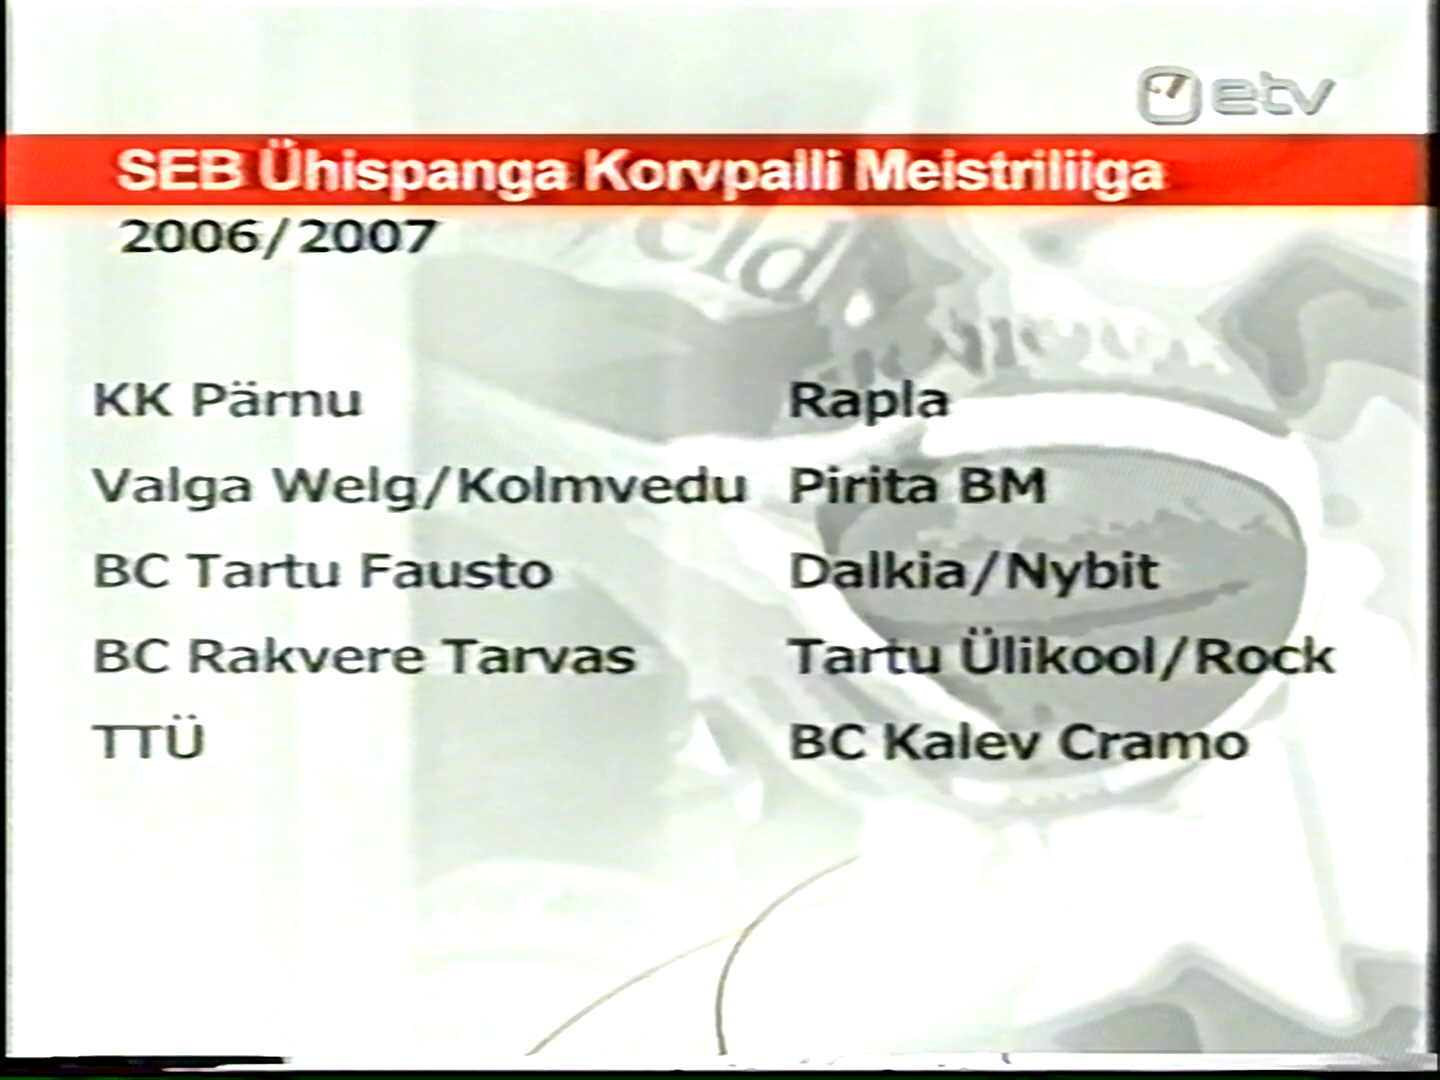 etv
SEB Ühispanga Korvpalli Meistriliiga
2006/2007
KK Pärnu
Valga Welg/Kolmvedu
BC Tartu Fausto
BC Rakvere Tarvas
TTÜ
Rapla
Pirita BM
Dalkia/Nybit
Tartu Ülikool/Rock
BC Kalev Cramo